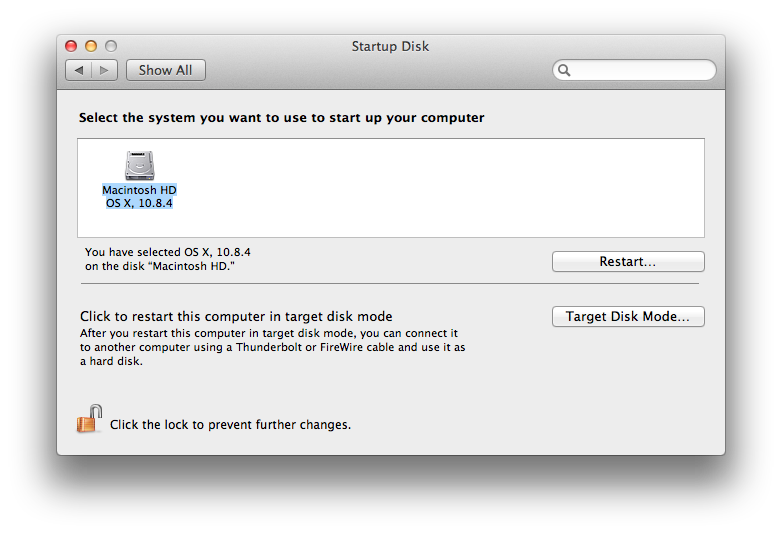 Startup Disk
Show All
Select the system you want to use to start up your computer
Macintosh HD
OS X, 10.8.4
You have selected OS X, 10.8.4
on the disk “Macintosh HD.”
Restart...
Click to restart this computer in target disk mode
Target Disk Mode...
After you restart this computer in target disk mode, you can connect it
to another computer using a Thunderbolt or FireWire cable and use it as
a hard disk.
Click the lock to prevent further changes.